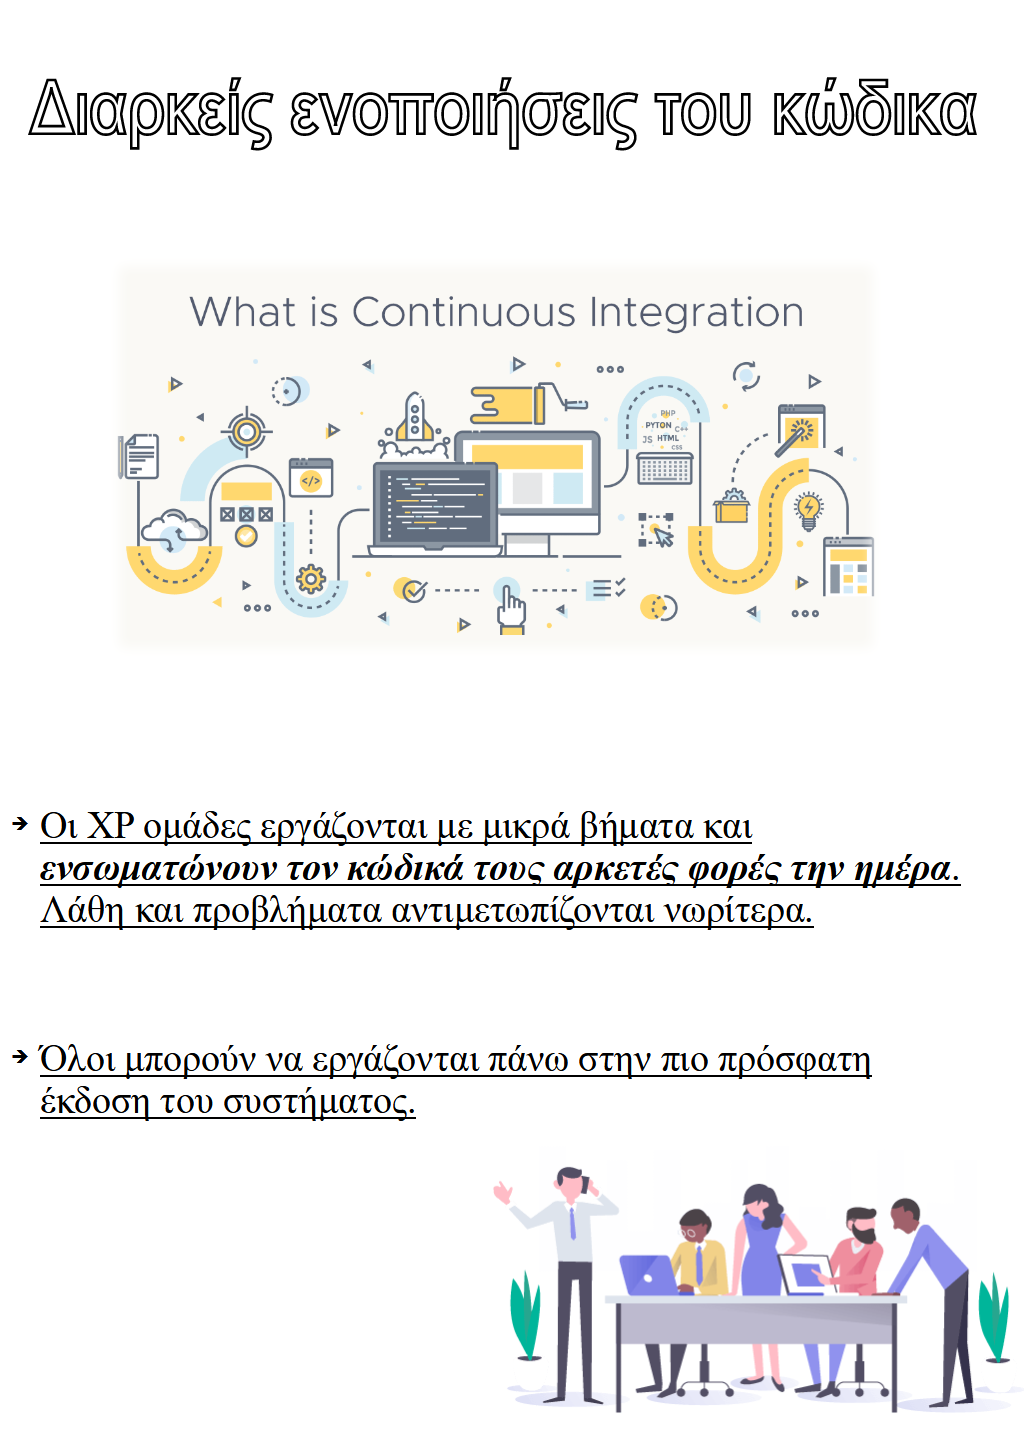 Διαρκείς ενοποιήσεις του κώδικα
What is Continuous Integration
PHP
PYTON C++
JS HTML
CSS
</>
➔ Οι XP ομάδες εργάζονται με μικρά βήματα και
ενσωματώνουν τον κώδικά τους αρκετές φορές την ημέρα.
Λάθη και προβλήματα αντιμετωπίζονται νωρίτερα.
➔ Όλοι μπορούν να εργάζονται πάνω στην πιο πρόσφατη
έκδοση του συστήματος.